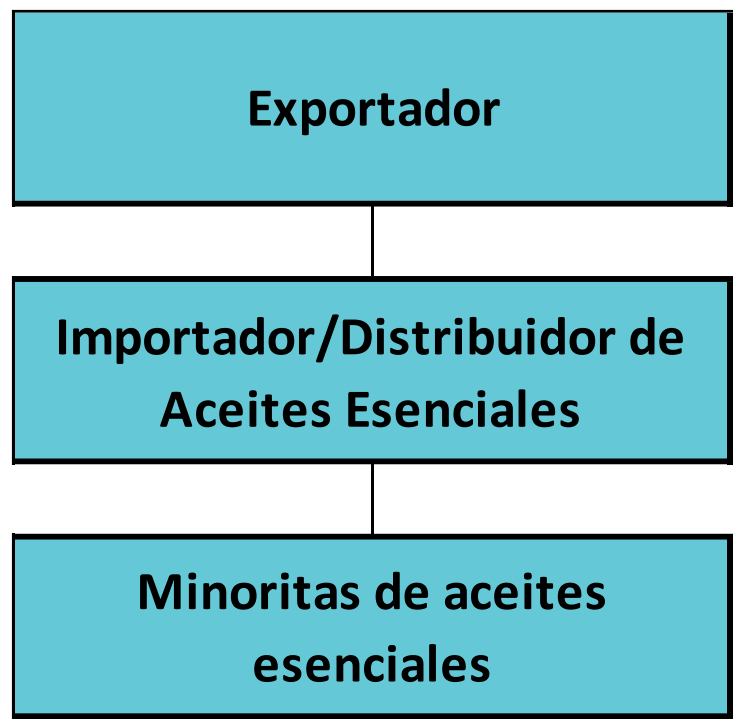 Exportador
Importador/Distribuidor de
Aceites Esenciales
Minoritas de aceites
esenciales